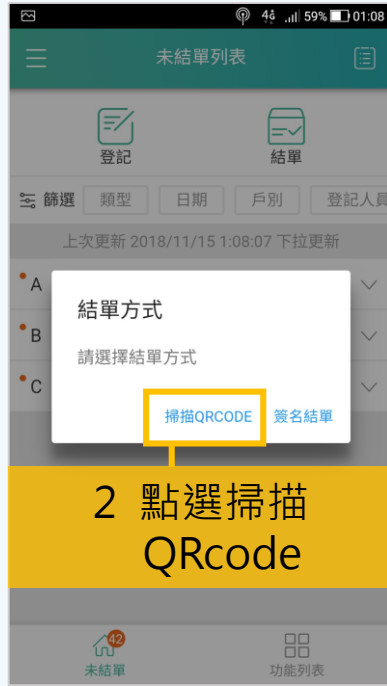 59% 01:08
未結單列表
登記 結單
篩選 類型 日期 戶別 登記人員
上次更新 2018/11/15 1:08:07 下拉更新
A
結單方式
B
請選擇結單方式
C
掃描QRCODE 簽名結單
2 點選掃描
QRcode
42
未結單 功能列表